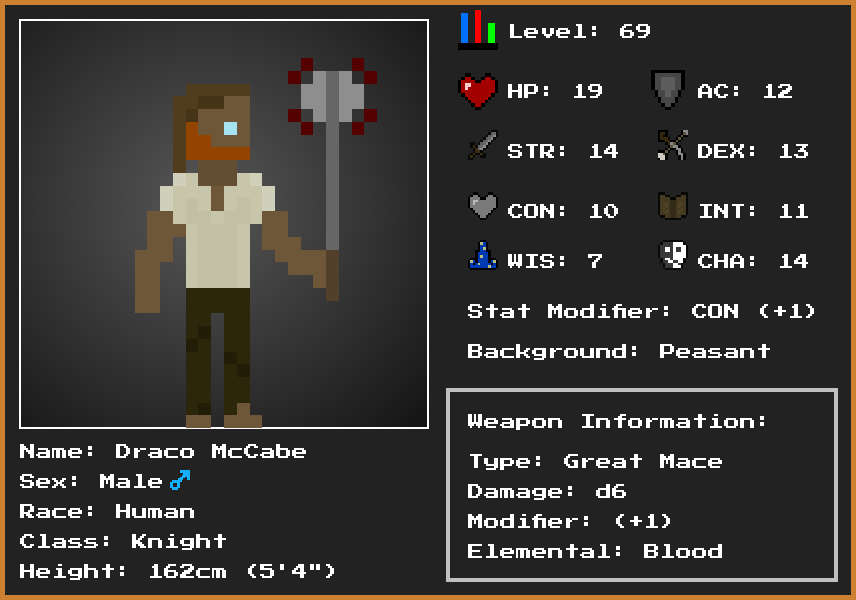 Level: 69
HP: 19 AC: 12
STR: 14 DEX: 13
CON: 10 INT: 11
WIS: 7 CHA: 14
Stat Modifier: CON (+1)
Background: Peasant
Weapon Information:
Type: Great Mace
Damage: d6
Modifier: (+1)
Elemental: Blood
Name: Draco McCabe
Sex: Male ♂
Race: Human
Class: Knight
Height: 162cm (5'4")